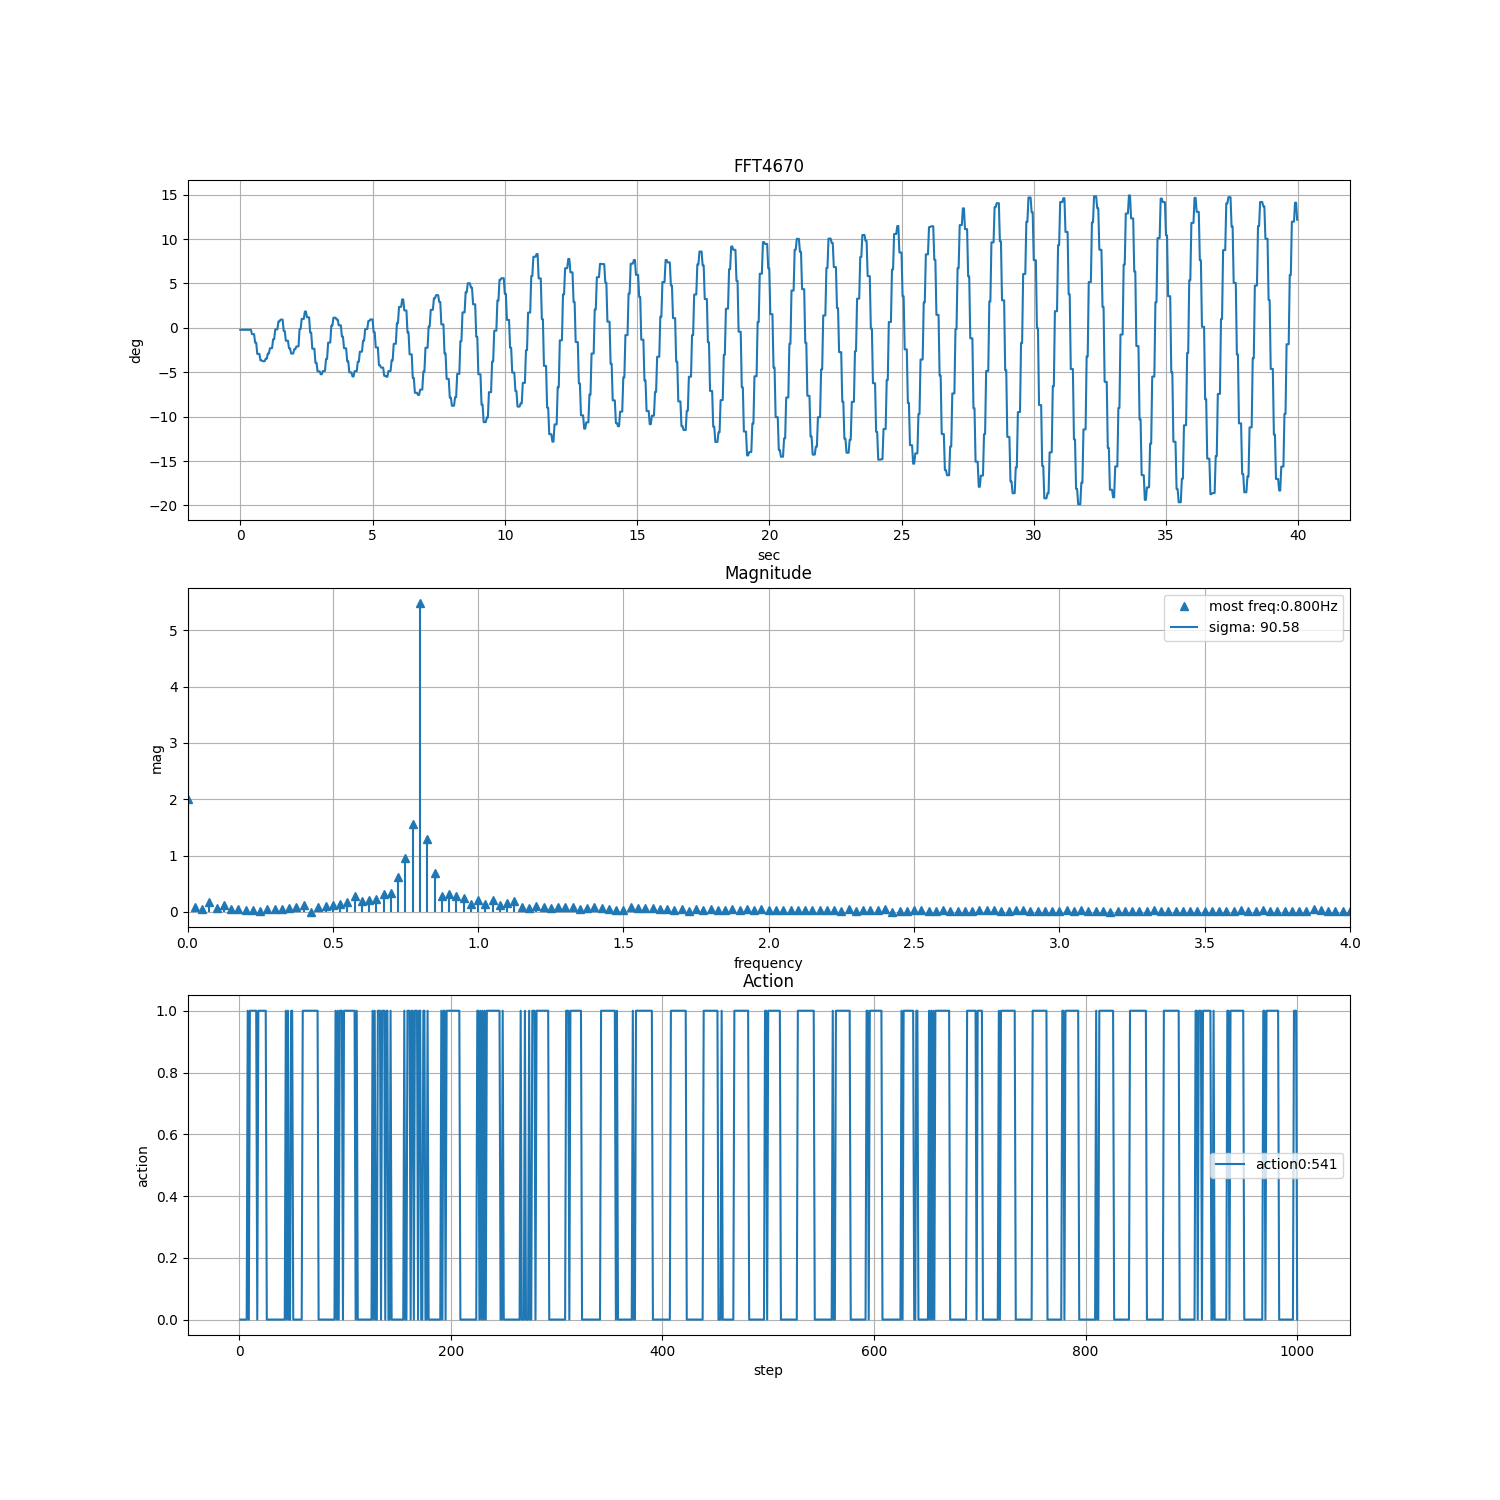 FFT4670
15
10
5
0
−5
−10
−15
−20
deg
0 5 10 15 20 25 30 35 40
sec
Magnitude
most freq:0.800Hz
sigma: 90.58
5
4
3
2
1
0
mag
0.0 0.5 1.0 1.5 2.0 2.5 3.0 3.5 4.0
frequency
Action
1.0
0.8
0.6
0.4
0.2
0.0
action
action0:541
0 200 400 600 800 1000
step